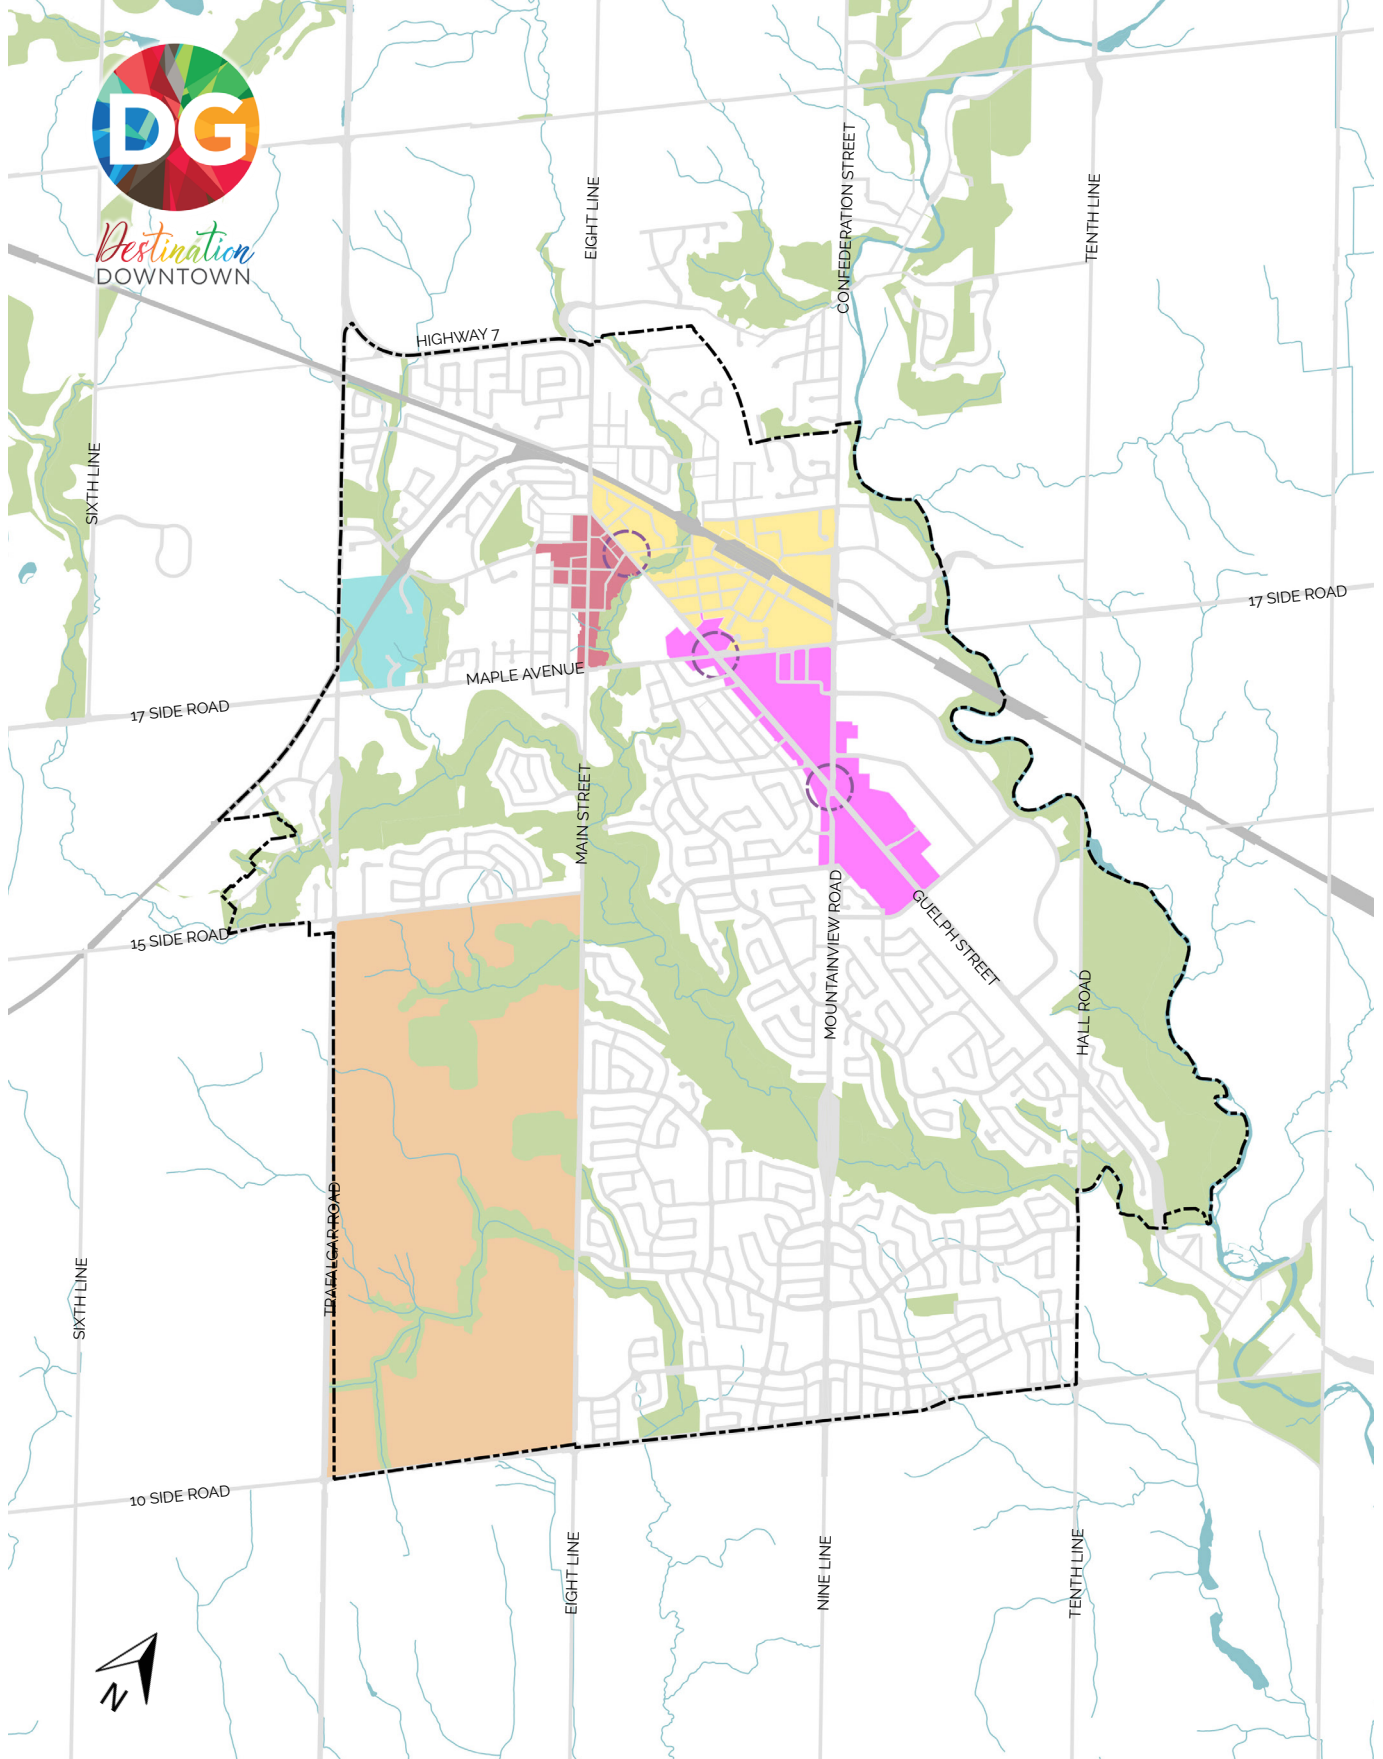 DG
Destination
DOWNTOWN
CONFEDERATION STREET
EIGHT LINE
TENTH LINE
HIGHWAY 7
SIXTH LINE
17 SIDE ROAD
MAPLE AVENUE
17 SIDE ROAD
MAIN STREET
MOUNTAINVIEW ROAD
GUELPH STREET
15 SIDE ROAD
HALL ROAD
TRAFALGAR ROAD
SIXTH LINE
10 SIDE ROAD
EIGHT LINE
NINE LINE
TENTH LINE
N